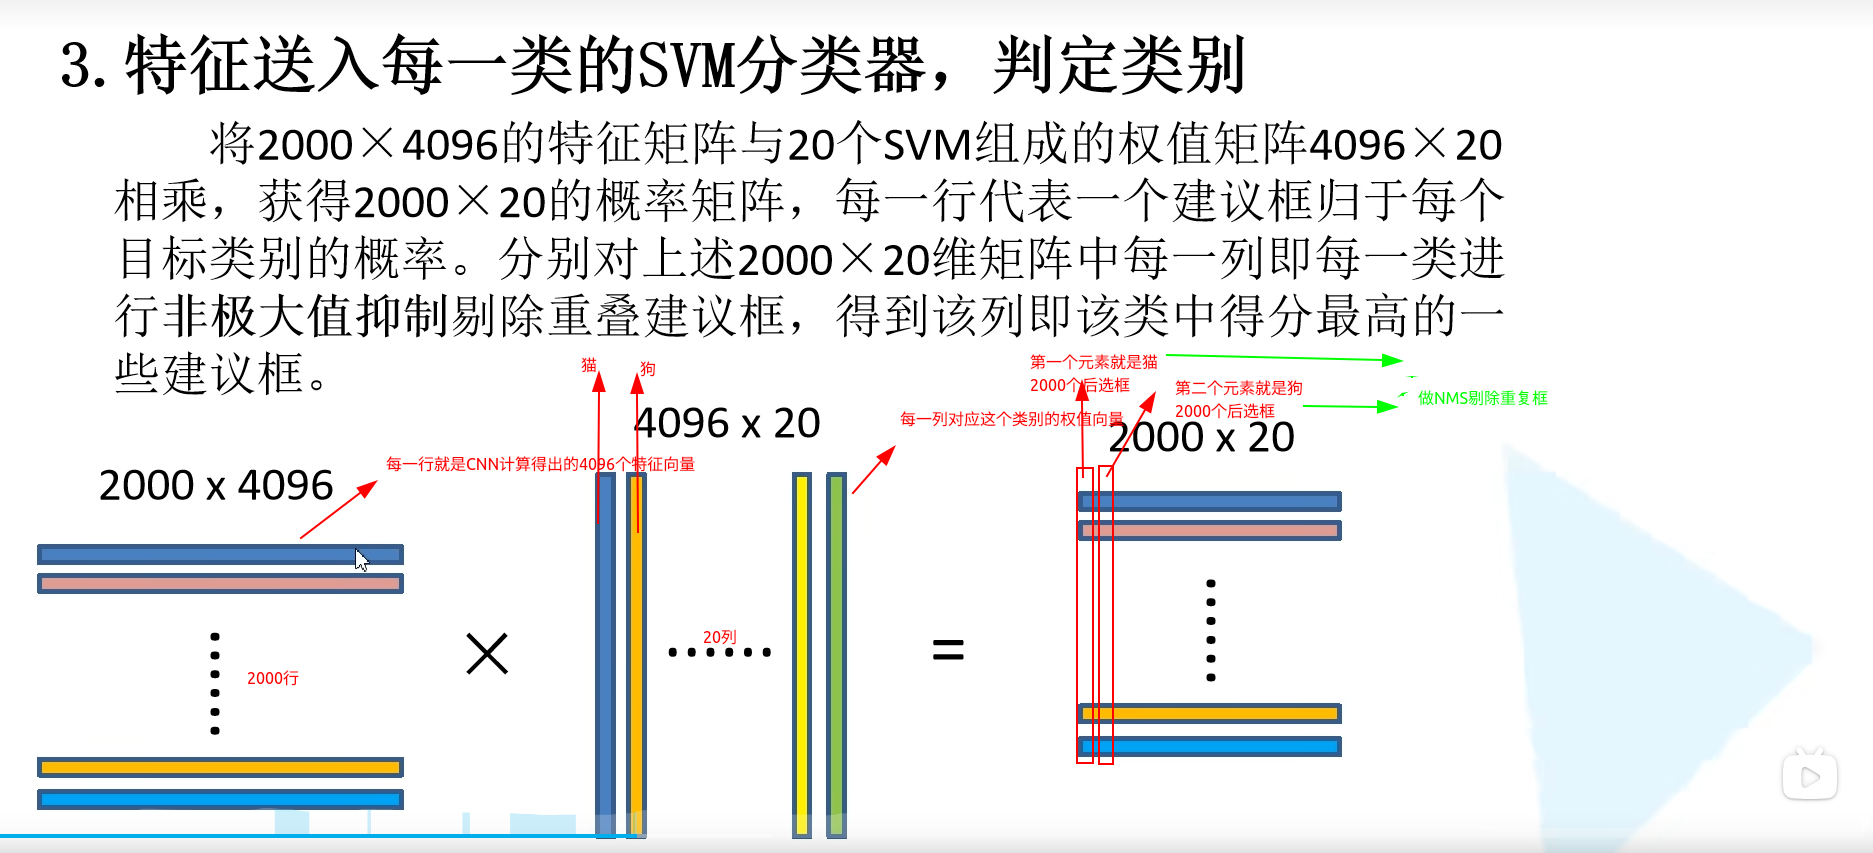 3.特征送入每一类的SVM分类器，判定类别
将2000×4096的特征矩阵与20个SVM组成的权值矩阵4096×20
相乘，获得2000×20的概率矩阵，每一行代表一个建议框归于每个
目标类别的概率。分别对上述2000×20维矩阵中每一列即每一类进
行非极大值抑制剔除重叠建议框，得到该列即该类中得分最高的一
些建议框。
猫
狗
第一个元素就是猫
2000个后选框
第二个元素就是狗
2000个后选框
做NMS剔除重复框
4096 x 20
每一列对应这个类别的权值向量
2000 x 20
每一行就是CNN计算得出的4096个特征向量
2000 x 4096
20列
×
=
2000行